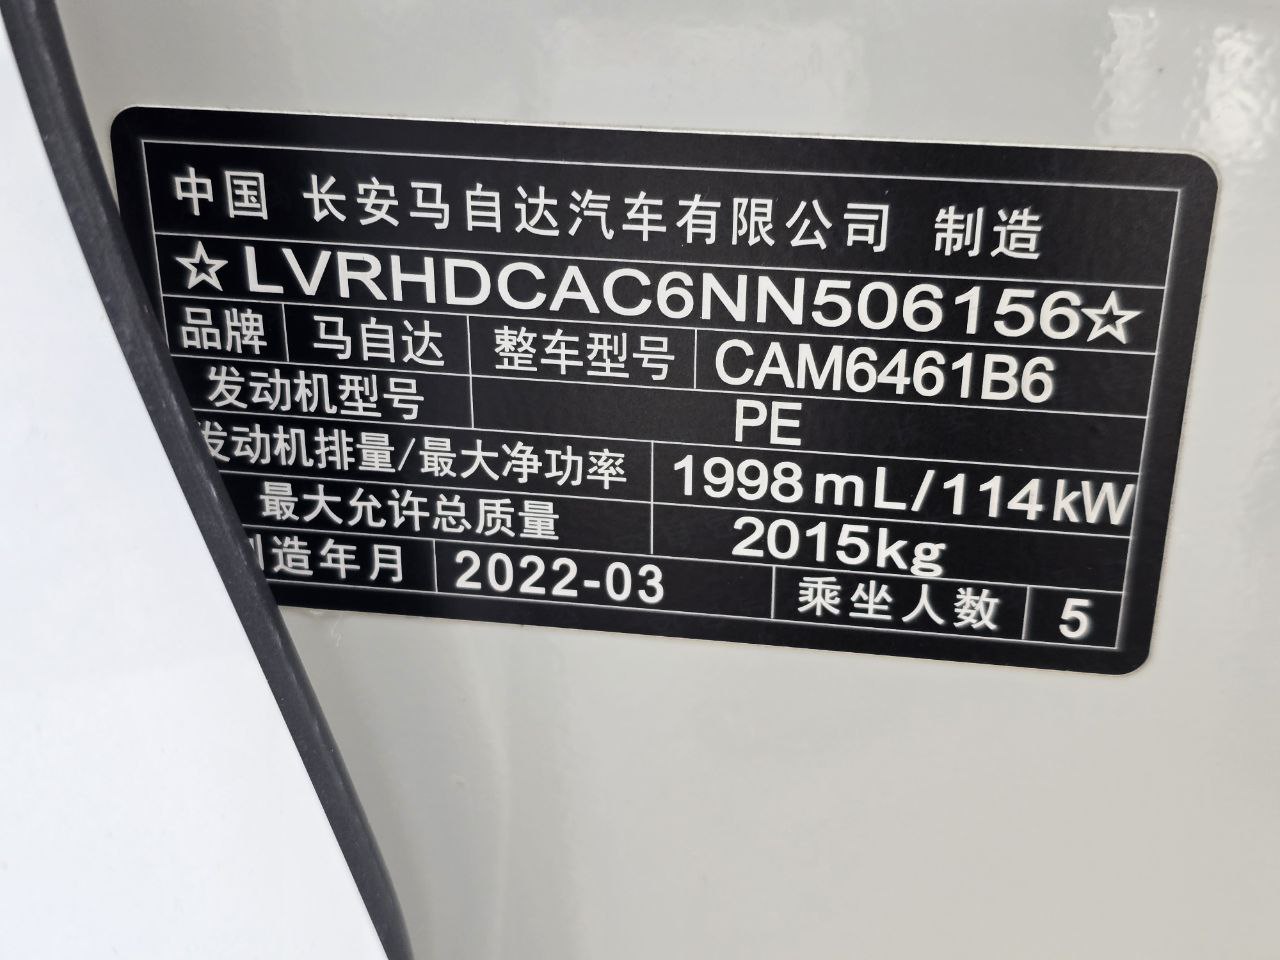 中国 长安马自达汽车有限公司 制造
☆LVRHDCAC6NN506156☆
品牌 马自达 整车型号 CAM6461B6
发动机型号 PE
发动机排量/最大净功率 1998mL/114kW
最大允许总质量 2015kg
制造年月 2022-03 乘坐人数 5